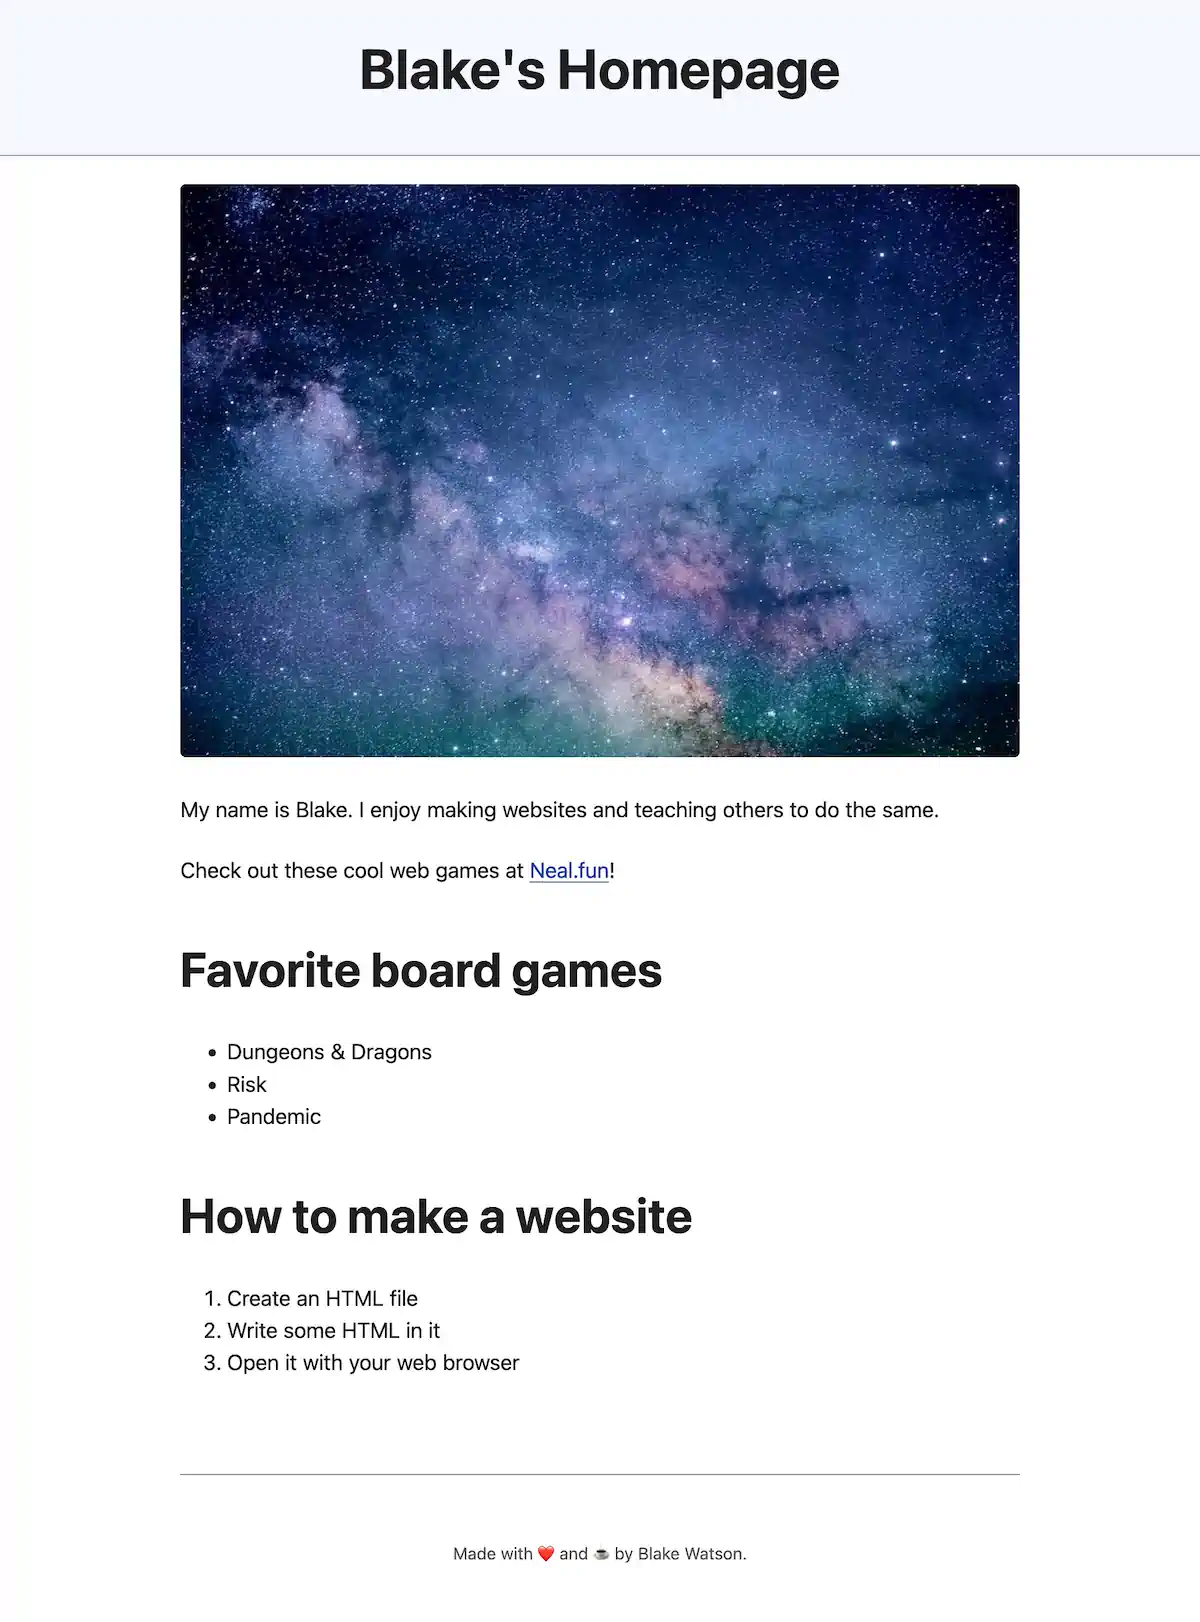 Blake's Homepage
My name is Blake. I enjoy making websites and teaching others to do the same.
Check out these cool web games at Neal.fun!
Favorite board games
• Dungeons & Dragons
• Risk
• Pandemic
How to make a website
1. Create an HTML file
2. Write some HTML in it
3. Open it with your web browser
Made with ❤️ and ☕ by Blake Watson.